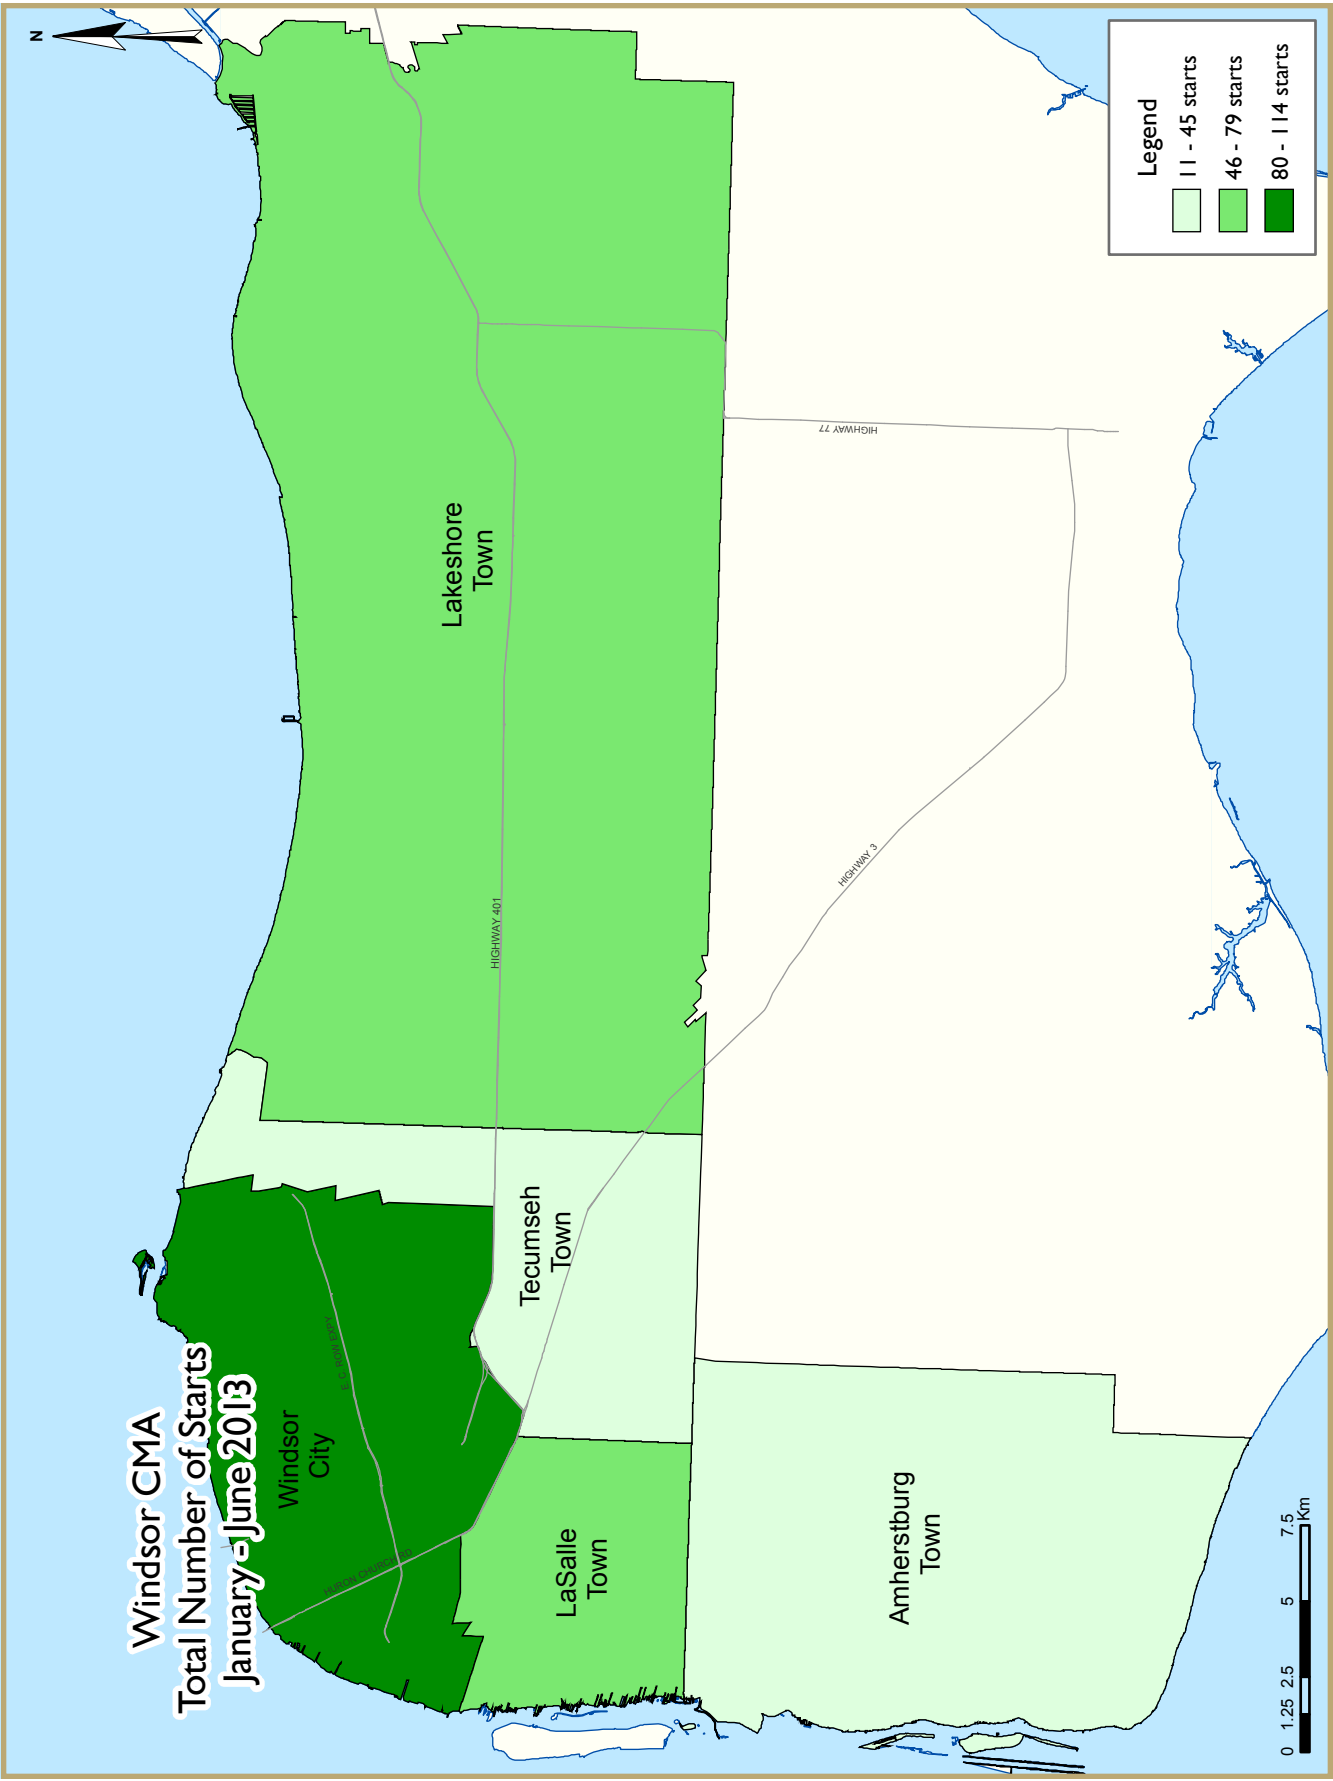 Windsor CMA
Total Number of Starts
January - June 2013
N
Windsor
City
E. C. ROW EXPY
HURON CHURCH RD
LaSalle
Town
Tecumseh
Town
Lakeshore
Town
HIGHWAY 401
HIGHWAY 3
HIGHWAY 77
Amherstburg
Town
0 1.25 2.5 5 7.5
Km
Legend
11 - 45 starts
46 - 79 starts
80 - 114 starts